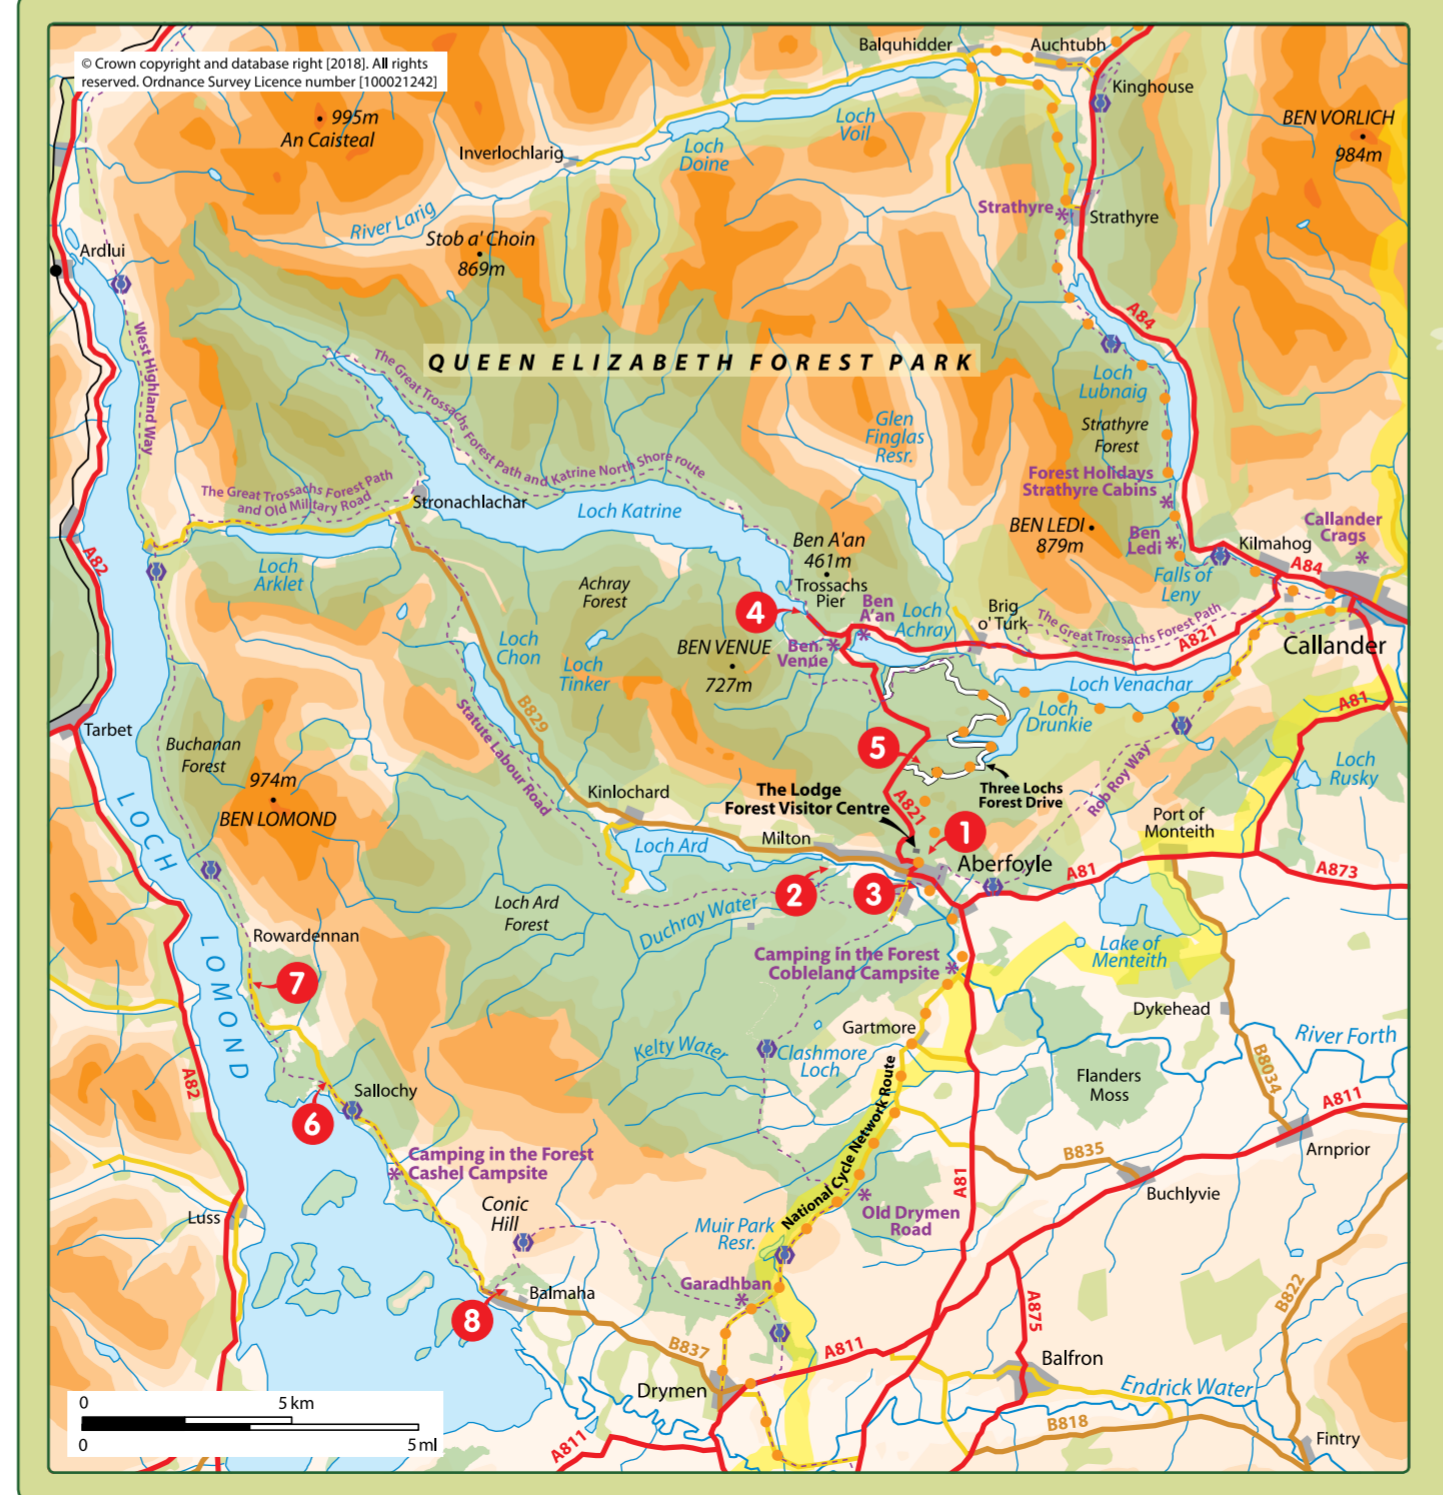 © Crown copyright and database right [2018]. All rights
reserved. Ordnance Survey Licence number [100021242]
Balquhidder
Auchtubh
Kinghouse
995m
An Caisteal
Loch
Voil
BEN VORLICH
984m
Inverlochlarig
Loch
Doine
River Larig
Strathyre
Strathyre
Stob a' Choin
869m
Ardlui
A84
West Highland Way
QUEEN ELIZABETH FOREST PARK
The Great Trossachs Forest Path and Katrine North Shore route
Loch
Lubnaig
Glen
Finglas
Resr.
Strathyre
Forest
The Great Trossachs Forest Path
and Old Military Road
Stronachlachar
Loch Katrine
Forest Holidays
Strathyre Cabins
BEN LEDI
879m
Ben
Ledi
Callander
Crags
Kilmahog
A82
Loch
Arklet
Ben A'an
461m
Trossachs
Pier
Achray
Forest
Falls of
Leny
A84
4
Ben
A'an
Loch
Achray
Brig
o' Turk
The Great Trossachs Forest Path
A821
Callander
Loch
Chon
BEN VENUE
727m
Ben
Venue
Loch
Tinker
Loch Venachar
Loch
Drunkie
A81
B829
Statute Labour Road
Tarbet
Buchanan
Forest
974m
BEN LOMOND
5
Rob Roy Way
Loch
Rusky
Kinlochard
The Lodge
Forest Visitor Centre
Three Lochs
Forest Drive
A821
Port of
Monteith
LOCH
LOMOND
Milton
Loch Ard
1
Aberfoyle
A81
A873
2
3
Loch Ard
Forest
Duchray Water
Rowardennan
Camping in the Forest
Cobleland Campsite
Lake of
Menteith
7
Dykehead
Gartmore
River Forth
Kelty Water
Clashmore
Loch
B8034
A82
Sallochy
6
Flanders
Moss
A811
National Cycle Network Route
B835
Arnprior
Camping in the Forest
Cashel Campsite
A81
Buchlyvie
Conic
Hill
Luss
Muir Park
Resr.
Old Drymen
Road
Garadhban
Balmaha
8
B822
A875
B837
A811
Balfron
Drymen
Endrick Water
0
5 km
0
5 ml
A811
B818
Fintry